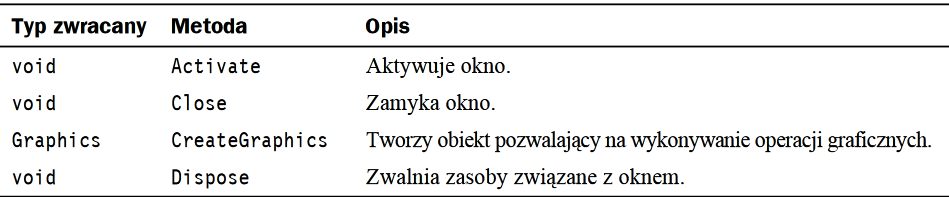 Typ zwracany Metoda Opis
void Activate Aktywuje okno.
void Close Zamyka okno.
Graphics CreateGraphics Tworzy obiekt pozwalający na wykonywanie operacji graficznych.
void Dispose Zwalnia zasoby związane z oknem.